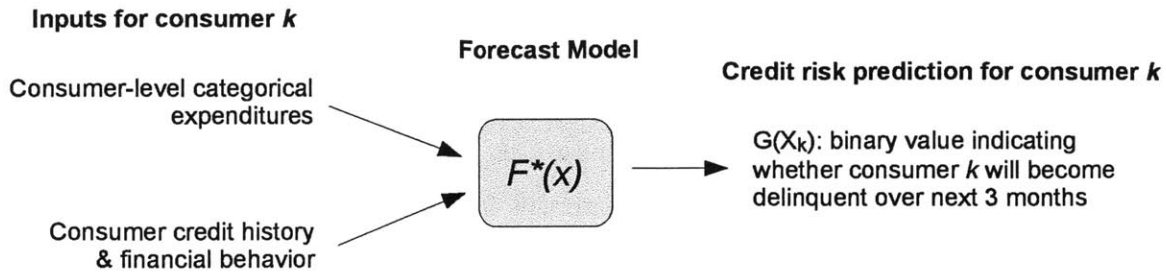 Inputs for consumer k
Consumer-level categorical
expenditures
Consumer credit history
& financial behavior
Forecast Model
F*(x)
Credit risk prediction for consumer k
G(Xk): binary value indicating
whether consumer k will become
delinquent over next 3 months